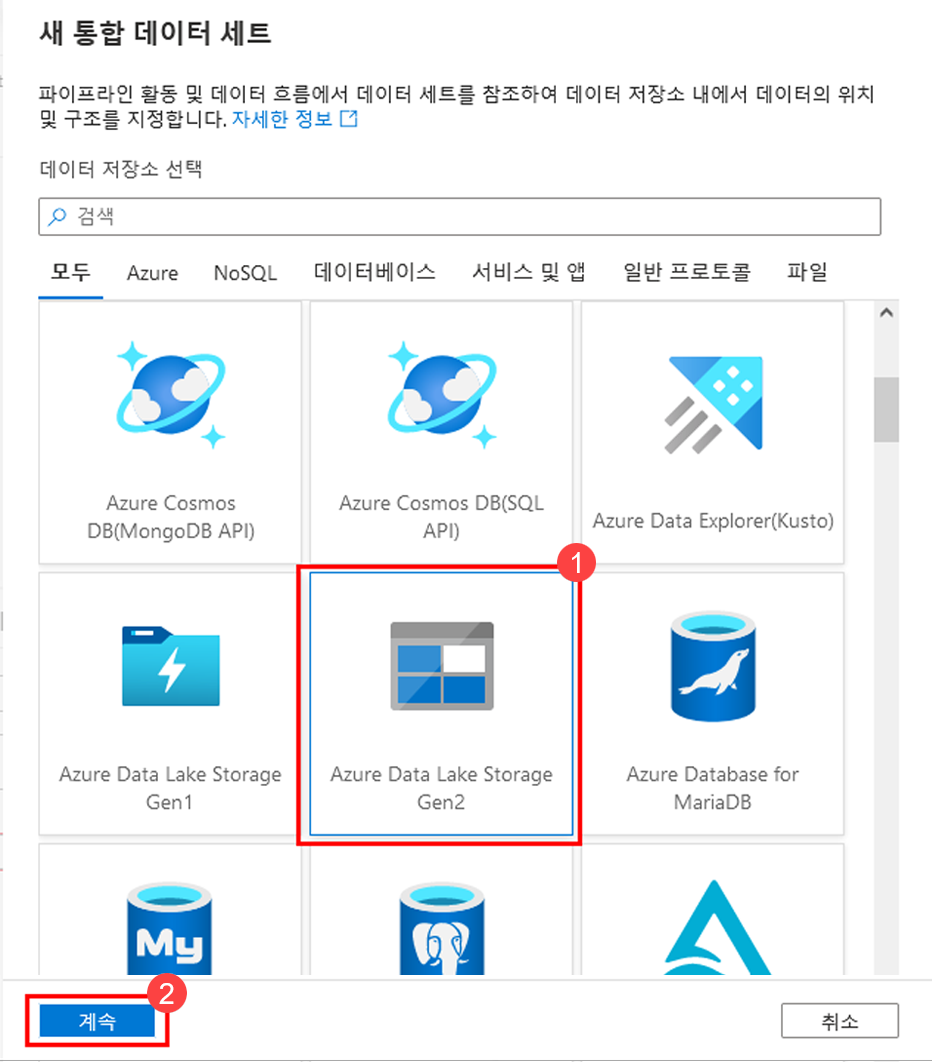 새 통합 데이터 세트
파이프라인 활동 및 데이터 흐름에서 데이터 세트를 참조하여 데이터 저장소 내에서 데이터의 위치
및 구조를 지정합니다. 자세한 정보
데이터 저장소 선택
검색
모두 Azure NoSQL 데이터베이스 서비스 및 앱 일반 프로토콜 파일
Azure Cosmos
DB(MongoDB API)
Azure Cosmos DB(SQL
API)
Azure Data Explorer(Kusto)
1
Azure Data Lake Storage
Gen1
Azure Data Lake Storage
Gen2
Azure Database for
MariaDB
My
2
계속
취소